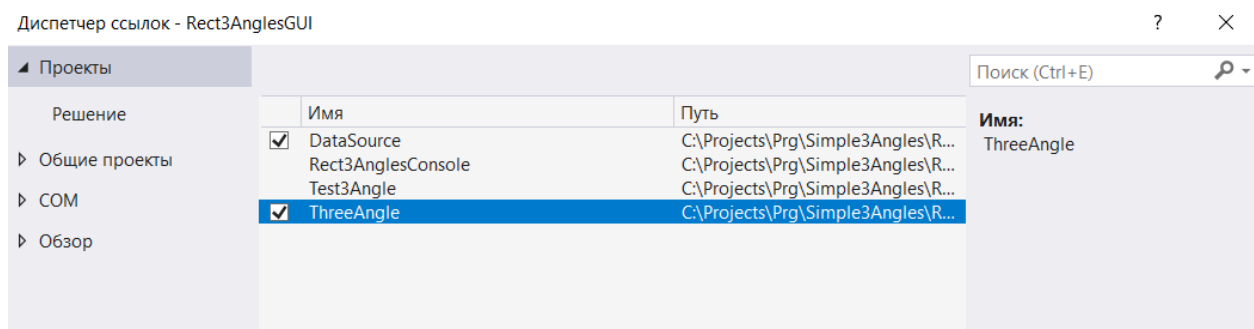 Диспетчер ссылок - Rect3AnglesGUI ?
Проекты
Поиск (Ctrl+E)
Решение
Общие проекты
COM
Обзор
Имя Путь
DataSource C:\Projects\Prg\Simple3Angles\R...
Rect3AnglesConsole C:\Projects\Prg\Simple3Angles\R...
Test3Angle C:\Projects\Prg\Simple3Angles\R...
ThreeAngle C:\Projects\Prg\Simple3Angles\R...
Имя:
ThreeAngle